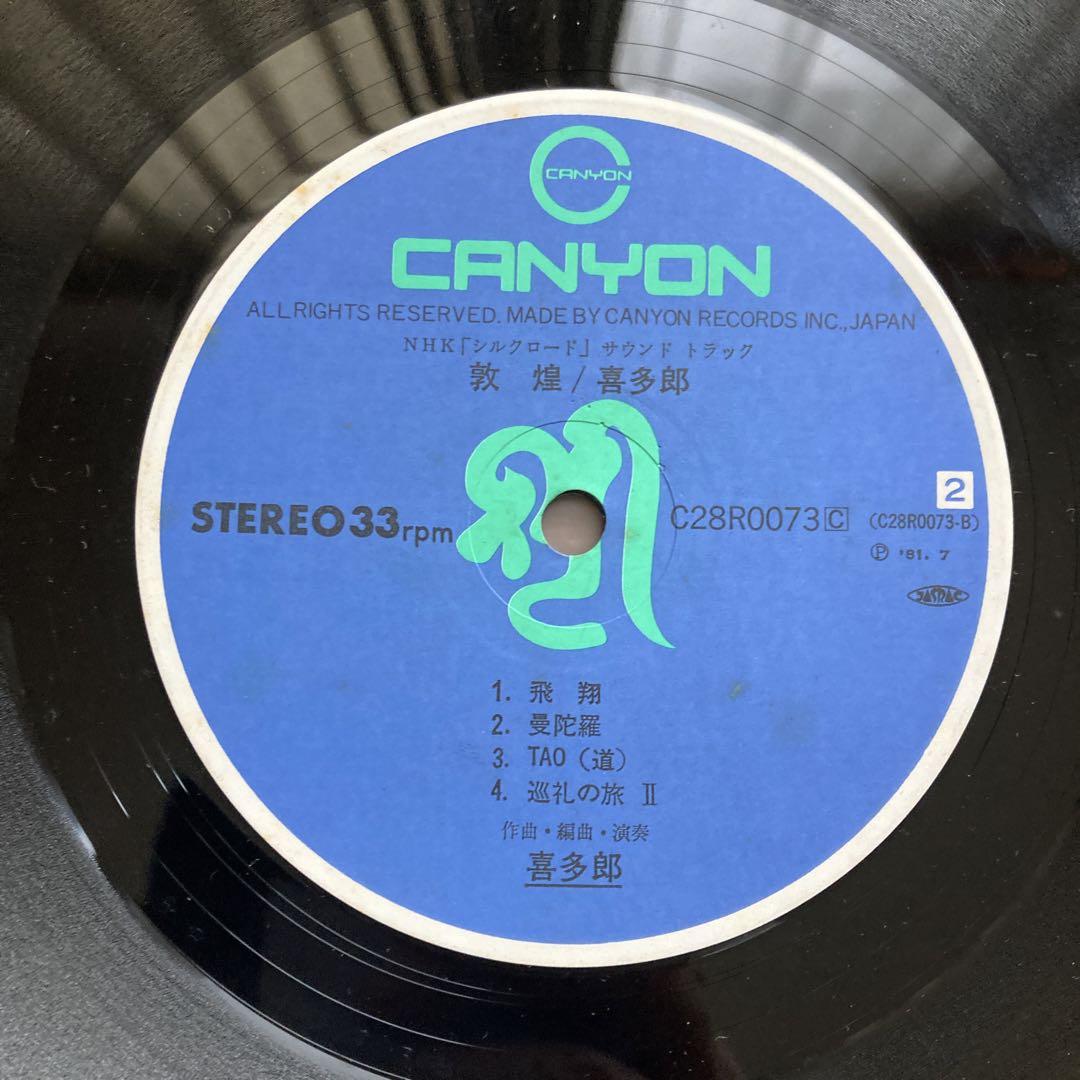 CANYON
CANYON
ALL RIGHTS RESERVED. MADE BY CANYON RECORDS INC., JAPAN
NHK「シルクロード」サウンド トラック
敦 煌 / 喜多郎
2
STEREO 33 rpm
C28R0073 C
(C28R0073-B)
Ⓟ '81. 7
JASRAC
1. 飛 翔
2. 曼陀羅
3. TAO (道)
4. 巡礼の旅 Ⅱ
作曲・編曲・演奏
喜多郎